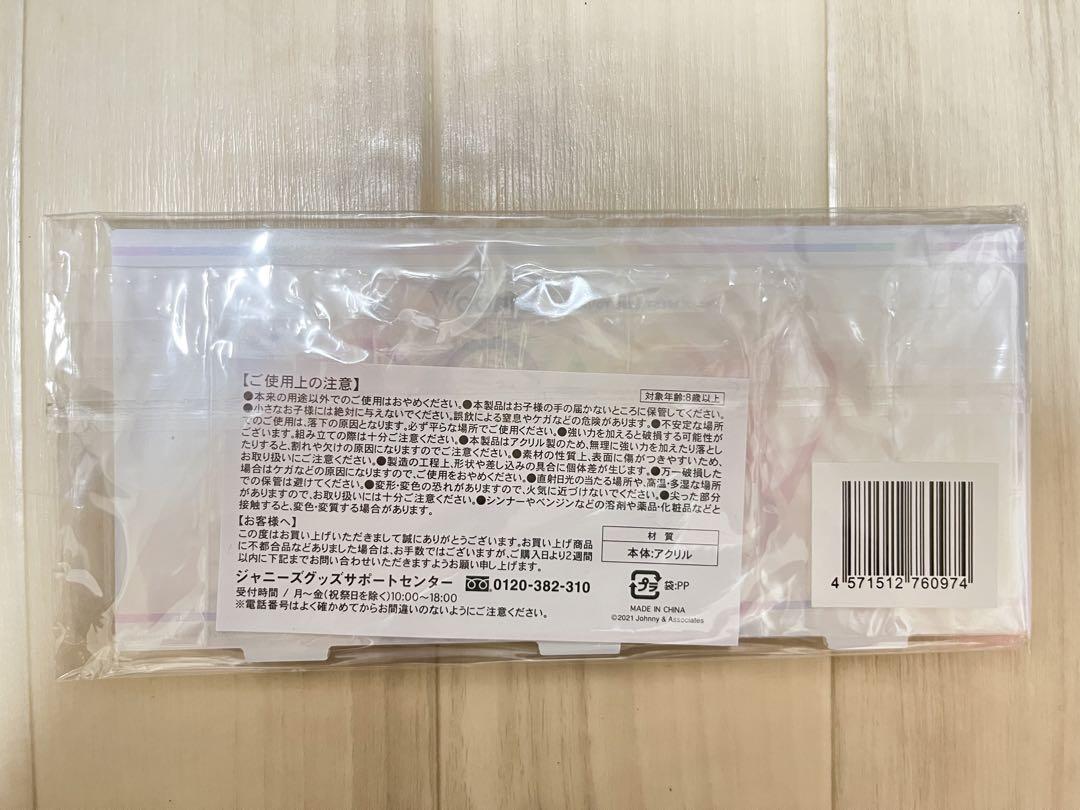 【ご使用上の注意】
対象年齢:8歳以上
●本来の用途以外でのご使用はおやめください。●本製品はお子様の手の届かないところに保管してください。
●小さなお子様には絶対に与えないでください。誤飲による窒息やケガなどの危険があります。●不安定な場所
でのご使用は、落下の原因となります。必ず平らな場所でご使用ください。●強い力を加えると破損する可能性が
ございます。組み立ての際は十分ご注意ください。●本製品はアクリル製のため、無理に強い力を加えたり落とし
たりすると、割れや欠けの原因になりますのでご注意ください。●素材の性質上、表面に傷がつきやすいため、
お取り扱いにご注意ください。●製造の工程上、形状や差し込みの具合に個体差が生じます。●万一破損した
場合はケガなどの原因になりますので、ご使用をおやめください。●直射日光の当たる場所や、高温・多湿な場所
での保管は避けてください。●変形・変色の恐れがありますので、火気に近づけないでください。●尖った部分
がありますので、お取り扱いには十分ご注意ください。●シンナーやベンジンなどの溶剤や薬品・化粧品などと
接触すると、変色・変質する場合があります。
【お客様へ】
この度はお買い上げいただきまして誠にありがとうございます。お買い上げ商品
に不都合品などありました場合は、お手数ではございますが、ご購入日より2週間
以内に下記までお問い合わせいただきますようお願い申し上げます。
ジャニーズグッズサポートセンター 0120-382-310
受付時間 / 月〜金(祝祭日を除く)10:00〜18:00
※電話番号はよく確かめてからお間違いのないようにご注意ください。
材 質
本体:アクリル
プラ 袋:PP
MADE IN CHINA
©2021 Johnny & Associates
4 571512 760974